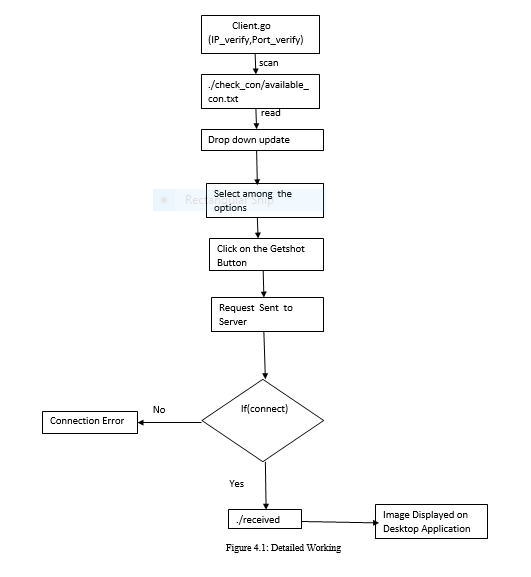 Client.go
(IP_verify,Port_verify)
scan
./check_con/available_
con.txt
read
Drop down update
Select among the
options
Rectangular Snip
Click on the Getshot
Button
Request Sent to
Server
If(connect)
No
Connection Error
Yes
./received
Image Displayed on
Desktop Application
Figure 4.1: Detailed Working